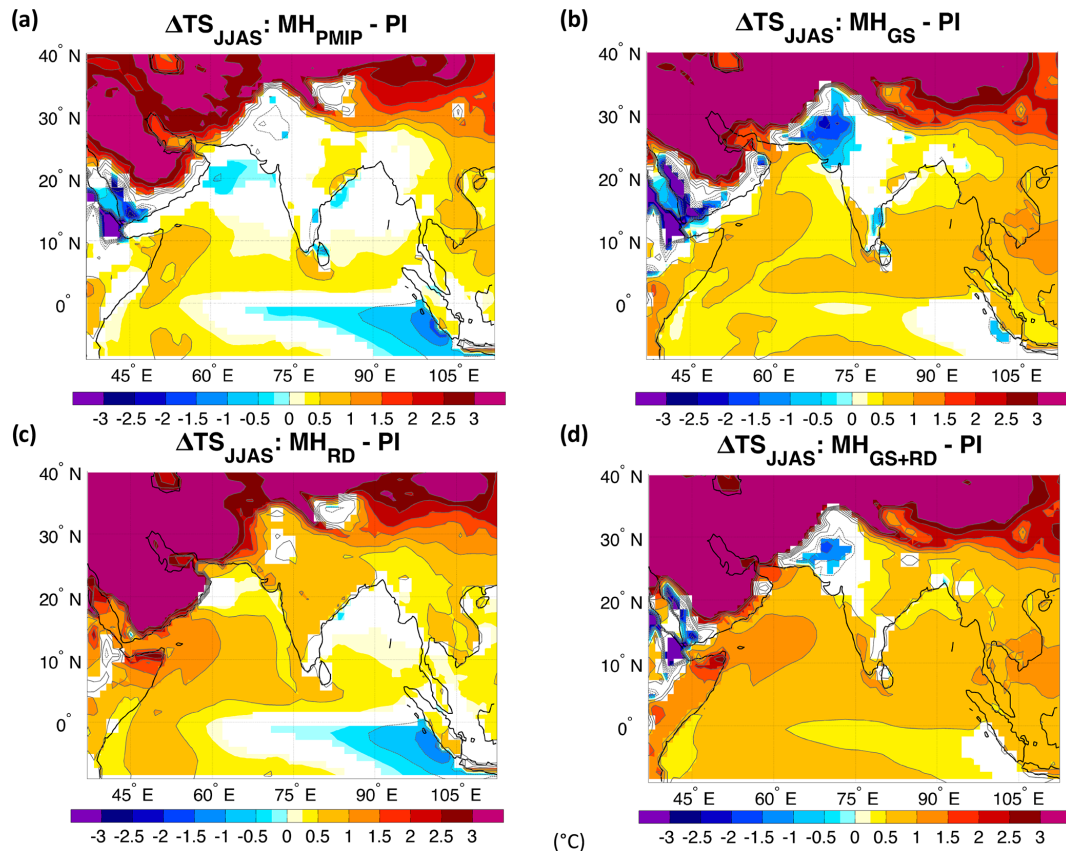 (a)
ΔTS_JJAS: MH_PMIP - PI
40° N
30° N
20° N
10° N
0°
45° E 60° E 75° E 90° E 105° E
-3 -2.5 -2 -1.5 -1 -0.5 0 0.5 1 1.5 2 2.5 3
(b)
ΔTS_JJAS: MH_GS - PI
40° N
30° N
20° N
10° N
0°
45° E 60° E 75° E 90° E 105° E
-3 -2.5 -2 -1.5 -1 -0.5 0 0.5 1 1.5 2 2.5 3
(c)
ΔTS_JJAS: MH_RD - PI
40° N
30° N
20° N
10° N
0°
45° E 60° E 75° E 90° E 105° E
-3 -2.5 -2 -1.5 -1 -0.5 0 0.5 1 1.5 2 2.5 3
(d)
ΔTS_JJAS: MH_GS+RD - PI
40° N
30° N
20° N
10° N
0°
45° E 60° E 75° E 90° E 105° E
-3 -2.5 -2 -1.5 -1 -0.5 0 0.5 1 1.5 2 2.5 3
(°C)